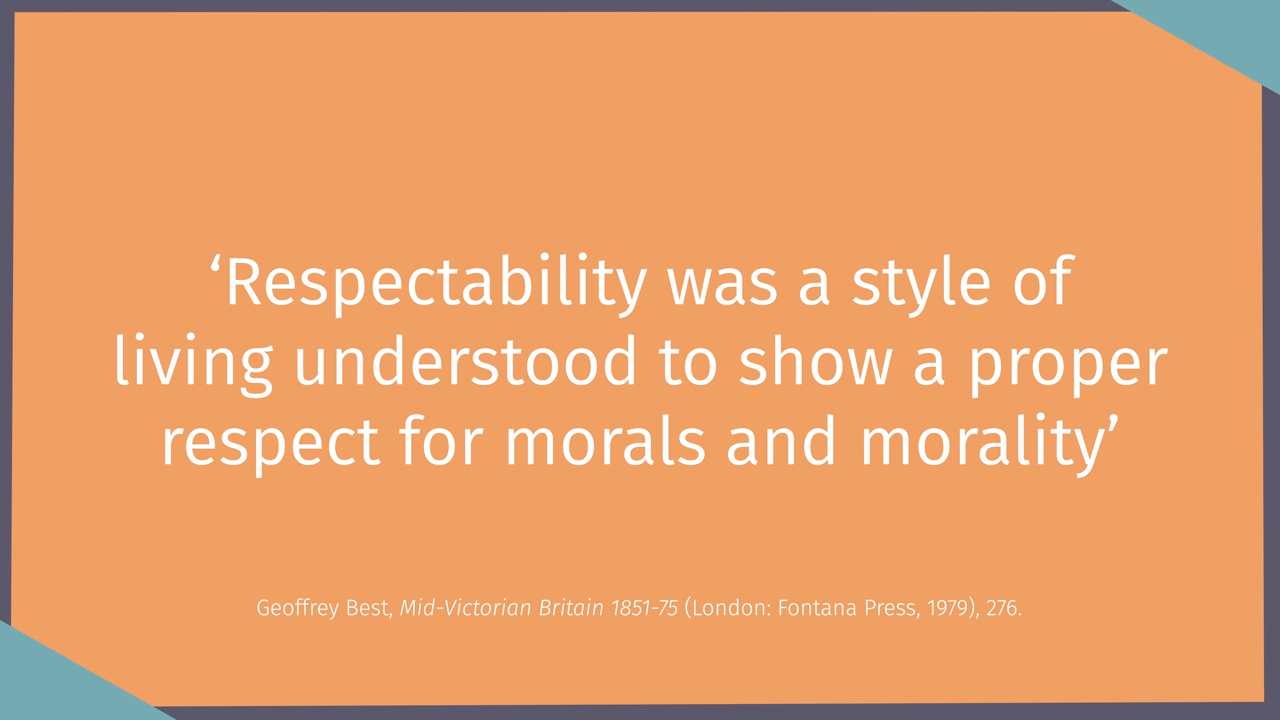 ‘Respectability was a style of
living understood to show a proper
respect for morals and morality’
Geoffrey Best, Mid-Victorian Britain 1851-75 (London: Fontana Press, 1979), 276.